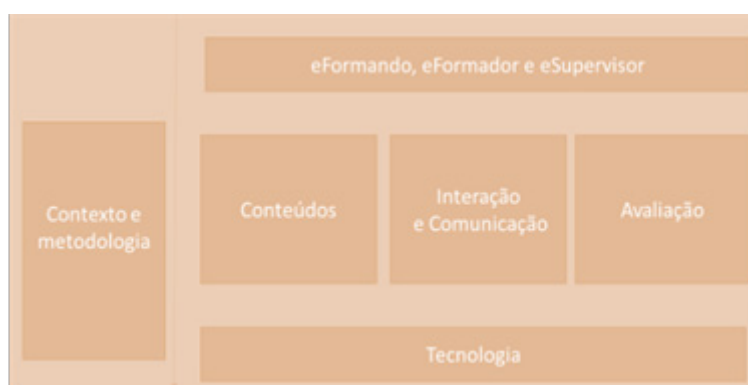 eFormando, eFormador e eSupervisor
Contexto e
metodologia
Conteúdos
Interação
e Comunicação
Avaliação
Tecnologia